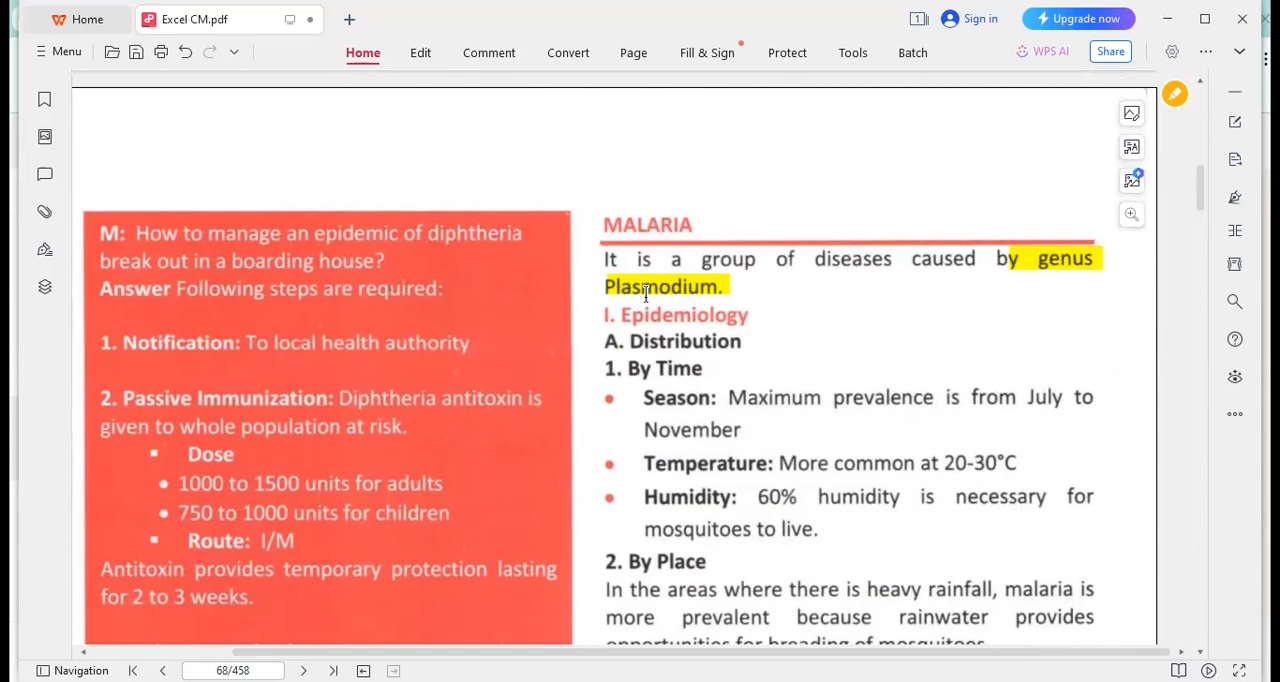 Home
Excel CM.pdf
Sign in
Upgrade now
Menu
Home
Edit
Comment
Convert
Page
Fill & Sign
Protect
Tools
Batch
WPS AI
Share
M: How to manage an epidemic of diphtheria
break out in a boarding house?
Answer Following steps are required:
1. Notification: To local health authority
2. Passive Immunization: Diphtheria antitoxin is
given to whole population at risk.
Dose
1000 to 1500 units for adults
750 to 1000 units for children
Route: I/M
Antitoxin provides temporary protection lasting
for 2 to 3 weeks.
MALARIA
It is a group of diseases caused by genus
Plasmodium.
I. Epidemiology
A. Distribution
1. By Time
Season: Maximum prevalence is from July to
November
Temperature: More common at 20-30°C
Humidity: 60% humidity is necessary for
mosquitoes to live.
2. By Place
In the areas where there is heavy rainfall, malaria is
more prevalent because rainwater provides
opportunities for breading of mosquitoes
Navigation
68/458